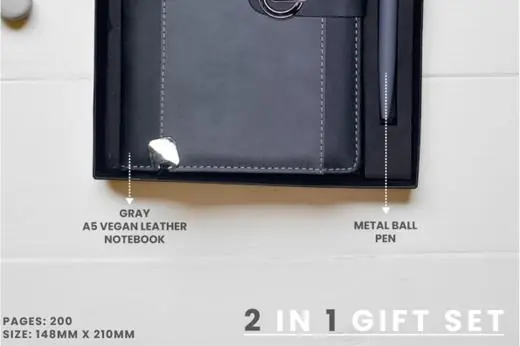 GRAY
A5 VEGAN LEATHER
NOTEBOOK
METAL BALL
PEN
PAGES: 200
SIZE: 148MM X 210MM
2 IN 1 GIFT SET